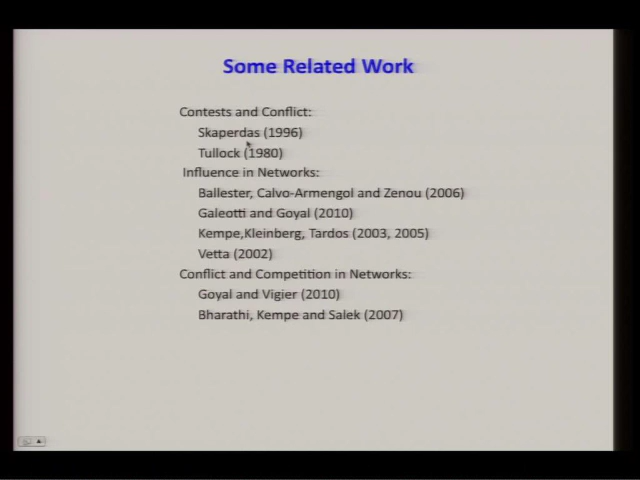 Some Related Work
Contests and Conflict:
Skaperdas (1996)
Tullock (1980)
Influence in Networks:
Ballester, Calvo-Armengol and Zenou (2006)
Galeotti and Goyal (2010)
Kempe,Kleinberg, Tardos (2003, 2005)
Vetta (2002)
Conflict and Competition in Networks:
Goyal and Vigier (2010)
Bharathi, Kempe and Salek (2007)